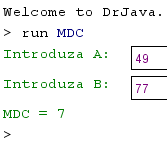 Welcome to DrJava.
> run MDC
Introduza A: 49
Introduza B: 77
MDC = 7
>